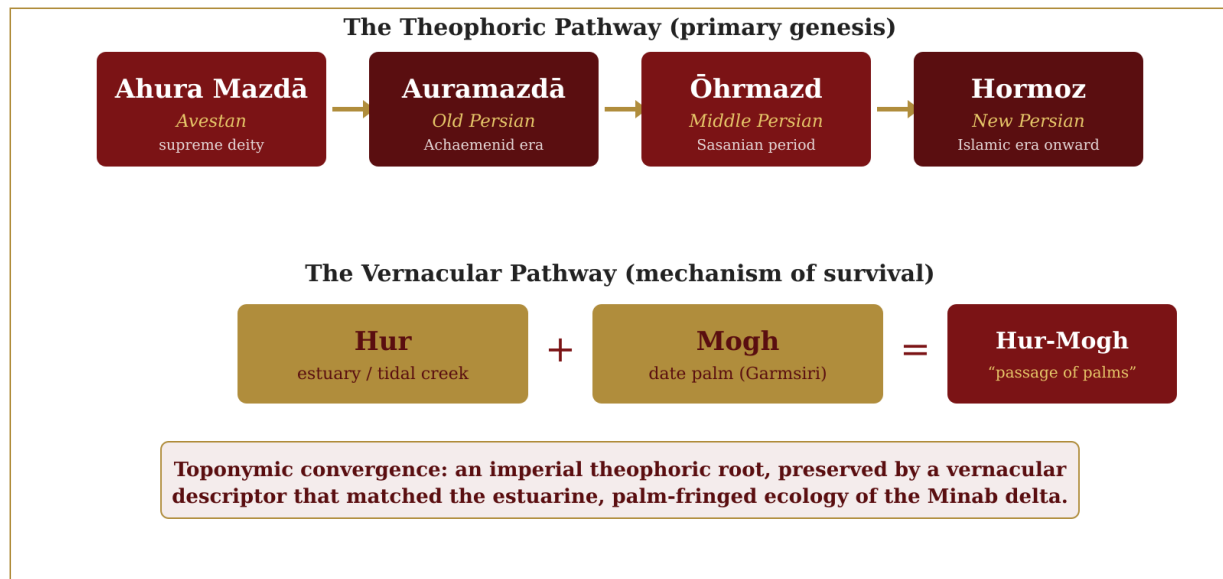 The Theophoric Pathway (primary genesis)
Ahura Mazdā
Avestan
supreme deity
Auramazdā
Old Persian
Achaemenid era
Ōhrmazd
Middle Persian
Sasanian period
Hormoz
New Persian
Islamic era onward
The Vernacular Pathway (mechanism of survival)
Hur
estuary / tidal creek
+
Mogh
date palm (Garmsiri)
=
Hur-Mogh
“passage of palms”
Toponymic convergence: an imperial theophoric root, preserved by a vernacular
descriptor that matched the estuarine, palm-fringed ecology of the Minab delta.